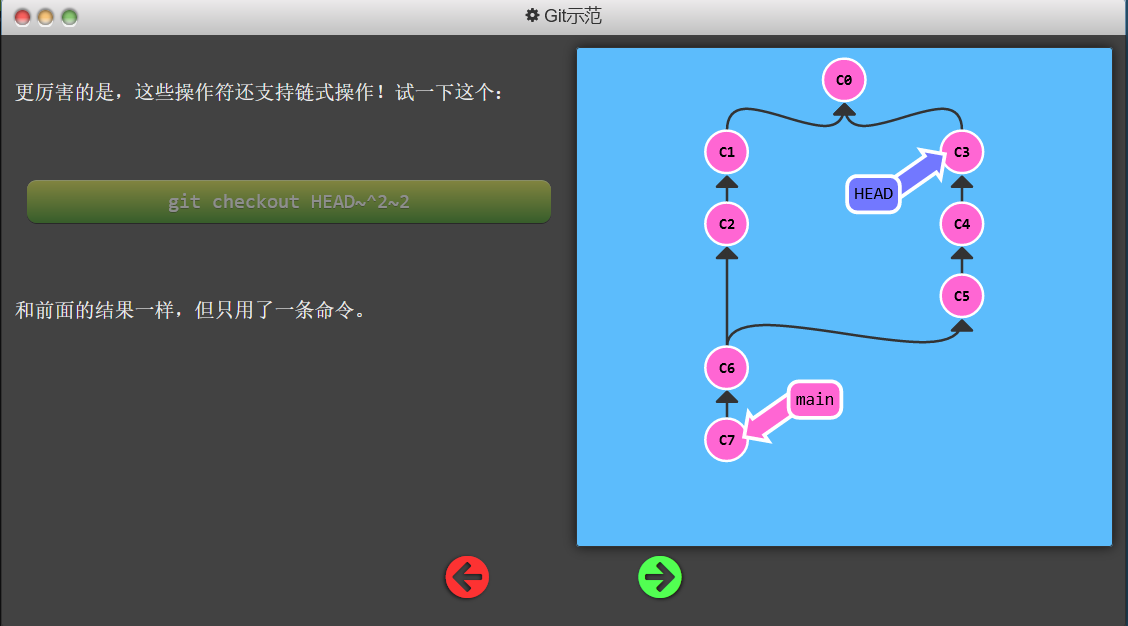 Git示范
更厉害的是，这些操作符还支持链式操作！试一下这个：
git checkout HEAD~^2~2
和前面的结果一样，但只用了一条命令。
C0
C1
C3
HEAD
C2
C4
C5
C6
main
C7